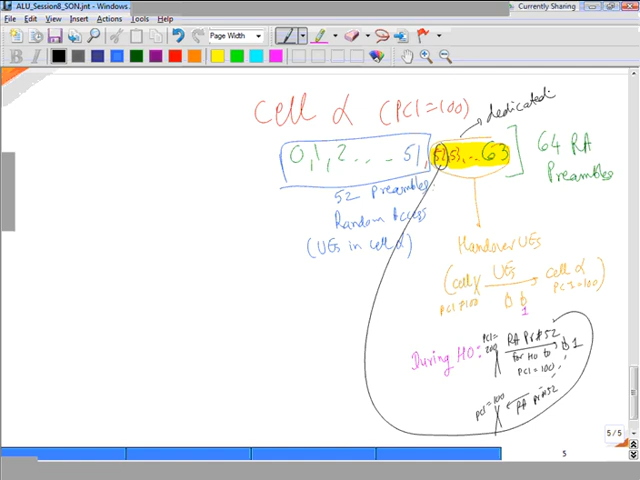 ALU_Session8_SON.jnt - Windows...
Currently Sharing
File Edit View Insert Actions Tools Help
Page Width
cell α (PCI=100)
dedicated
0,1,2....51, 52,53,...63
64 RA
Preambles
52 Preambles
Random Access
(UEs in cell α)
Handover UEs
UEs
cell α
PCI≠100
PCI=100
1
During HO:
PCI=
200
RA Pr#52
for HO to
PCI=100
1
PCI=100
RA Pr#52
5/5
5